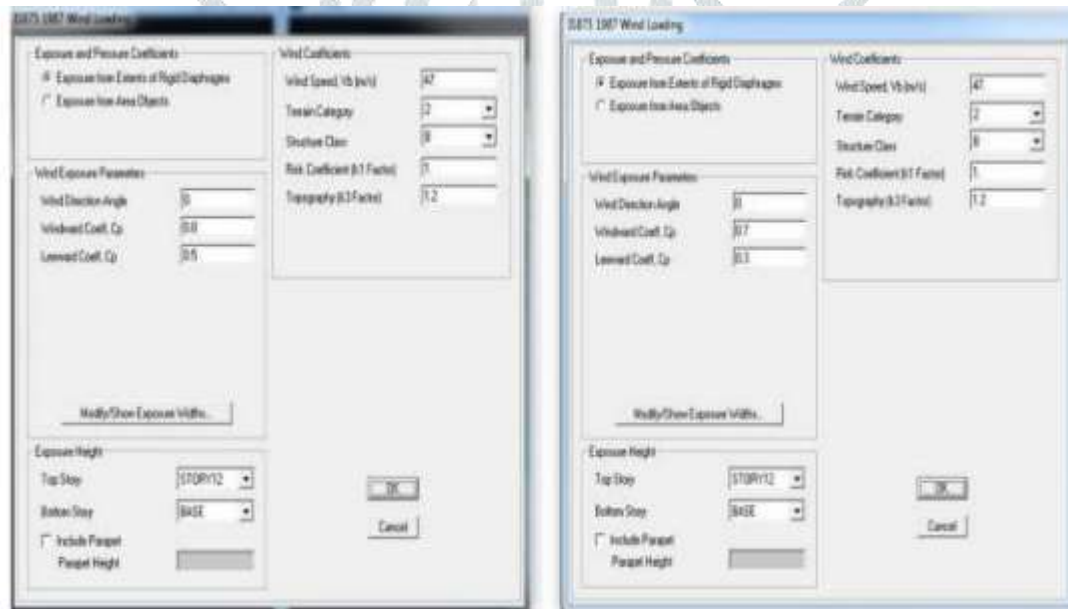 IS875 1987 Wind Loading
Exposure and Pressure Coefficients
Exposure from Extents of Rigid Diaphragms
Exposure from Area Objects
Wind Exposure Parameters
Wind Direction Angle 0
Windward Coeff, Cp 0.8
Leeward Coeff, Cp 0.5
Modify/Show Exposure Widths...
Exposure Height
Top Story STORY12
Bottom Story BASE
Include Parapet
Parapet Height
Wind Coefficients
Wind Speed, Vb (m/s) 47
Terrain Category 2
Structure Class B
Risk Coefficient (k1 Factor) 1
Topography (k3 Factor) 1.2
OK
Cancel
IS875 1987 Wind Loading
Exposure and Pressure Coefficients
Exposure from Extents of Rigid Diaphragms
Exposure from Area Objects
Wind Exposure Parameters
Wind Direction Angle 0
Windward Coeff, Cp 0.7
Leeward Coeff, Cp 0.3
Modify/Show Exposure Widths...
Exposure Height
Top Story STORY12
Bottom Story BASE
Include Parapet
Parapet Height
Wind Coefficients
Wind Speed, Vb (m/s) 47
Terrain Category 2
Structure Class B
Risk Coefficient (k1 Factor) 1
Topography (k3 Factor) 1.2
OK
Cancel